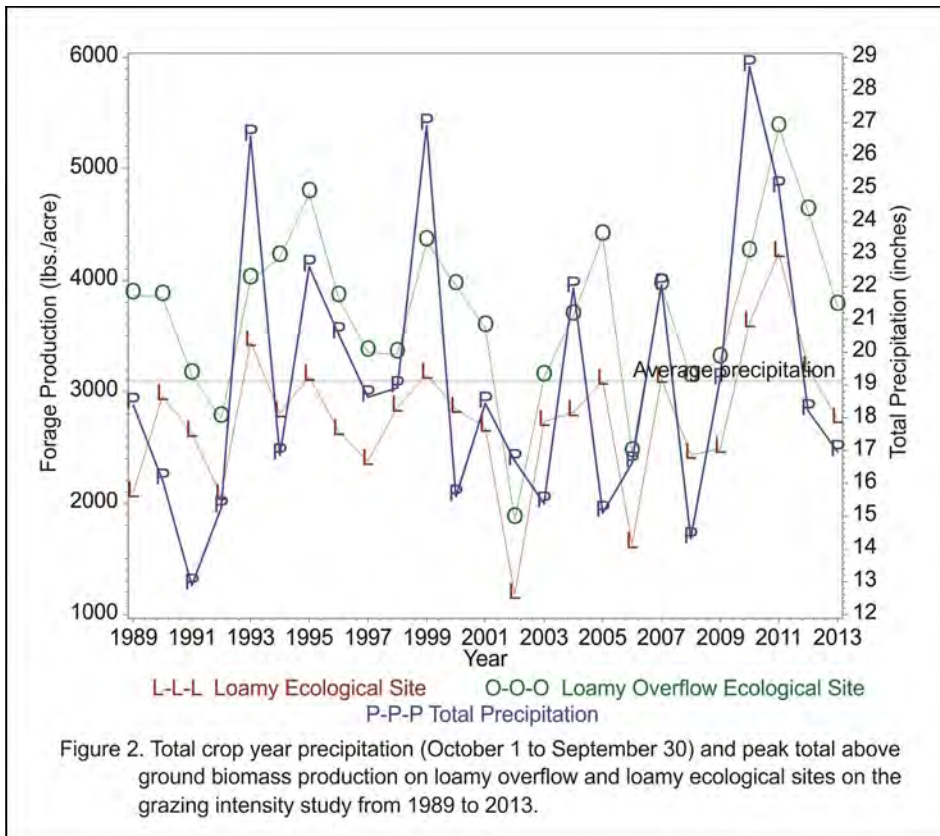 6000
5000
4000
3000
2000
1000
Forage Production (lbs./acre)
29
28
27
26
25
24
23
22
21
20
19
18
17
16
15
14
13
12
Total Precipitation (inches)
Average precipitation
1989 1991 1993 1995 1997 1999 2001 2003 2005 2007 2009 2011 2013
Year
L-L-L Loamy Ecological Site O-O-O Loamy Overflow Ecological Site
P-P-P Total Precipitation
Figure 2. Total crop year precipitation (October 1 to September 30) and peak total above
ground biomass production on loamy overflow and loamy ecological sites on the
grazing intensity study from 1989 to 2013.